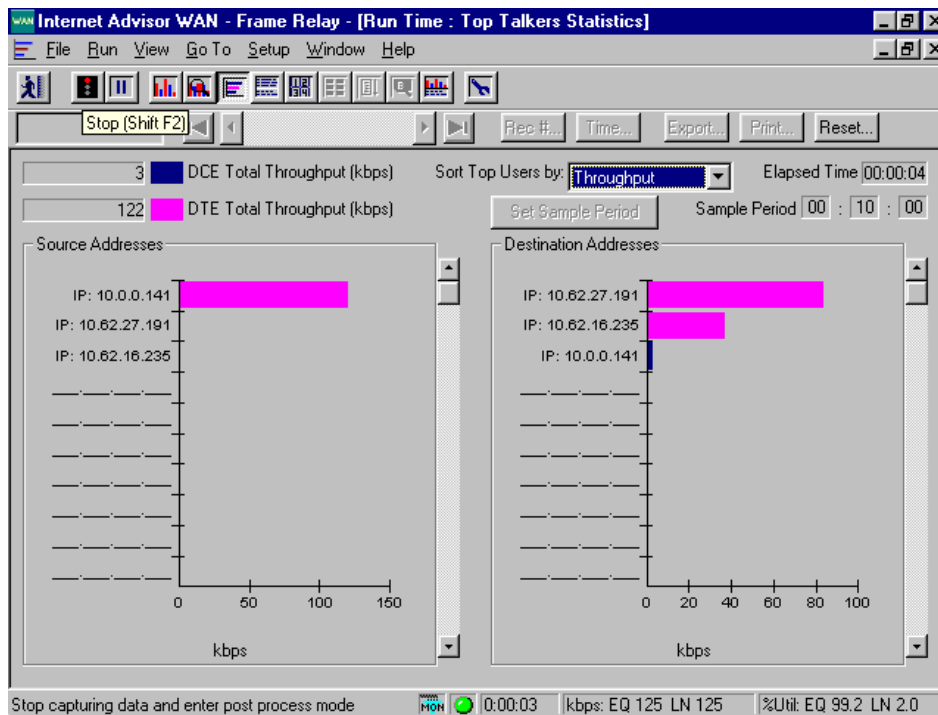 WAN Internet Advisor WAN - Frame Relay - [Run Time : Top Talkers Statistics]
File Run View Go To Setup Window Help
Stop (Shift F2)
Rec #... Time... Export... Print... Reset...
3 DCE Total Throughput (kbps) Sort Top Users by: Throughput Elapsed Time 00:00:04
122 DTE Total Throughput (kbps) Set Sample Period Sample Period 00 : 10 : 00
Source Addresses
IP: 10.0.0.141
IP: 10.62.27.191
IP: 10.62.16.235
0 50 100 150
kbps
Destination Addresses
IP: 10.62.27.191
IP: 10.62.16.235
IP: 10.0.0.141
0 20 40 60 80 100
kbps
Stop capturing data and enter post process mode MON 0:00:03 kbps: EQ 125 LN 125 %Util: EQ 99.2 LN 2.0